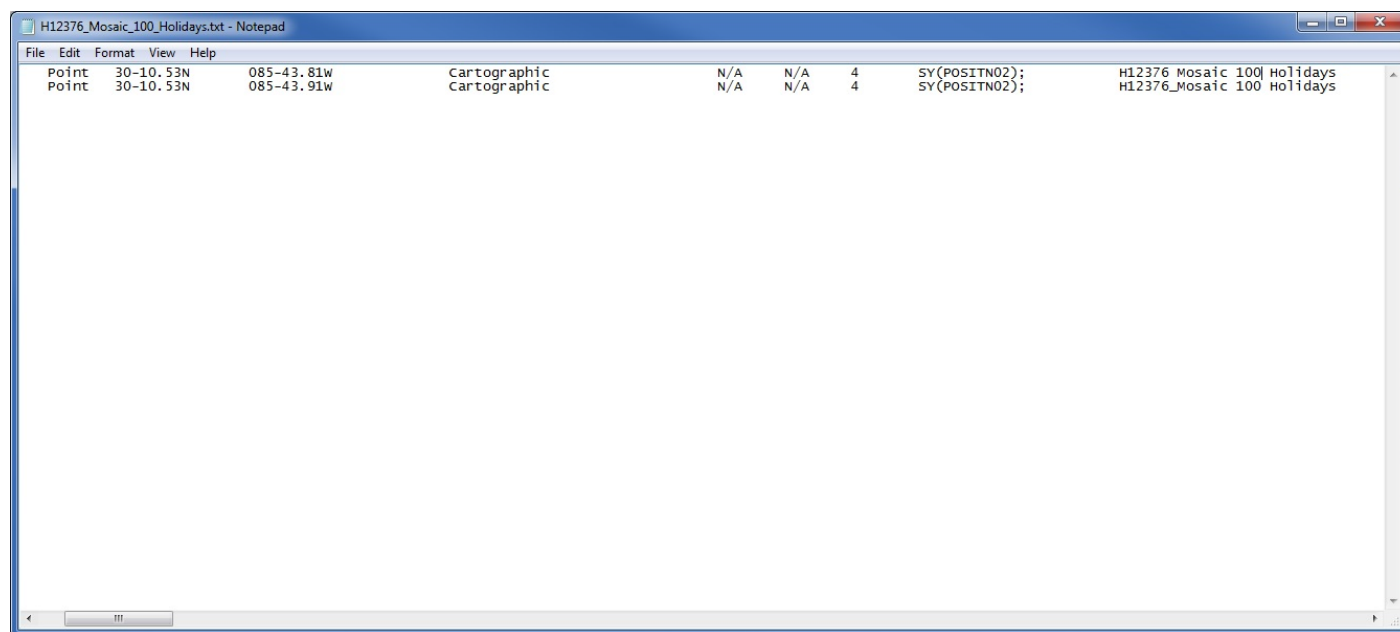 H12376_Mosaic_100_Holidays.txt - Notepad
File Edit Format View Help
Point 30-10.53N 085-43.81W Cartographic N/A N/A 4 SY(POSITN02); H12376 Mosaic 100 Holidays
Point 30-10.53N 085-43.91W Cartographic N/A N/A 4 SY(POSITN02); H12376_Mosaic 100 Holidays